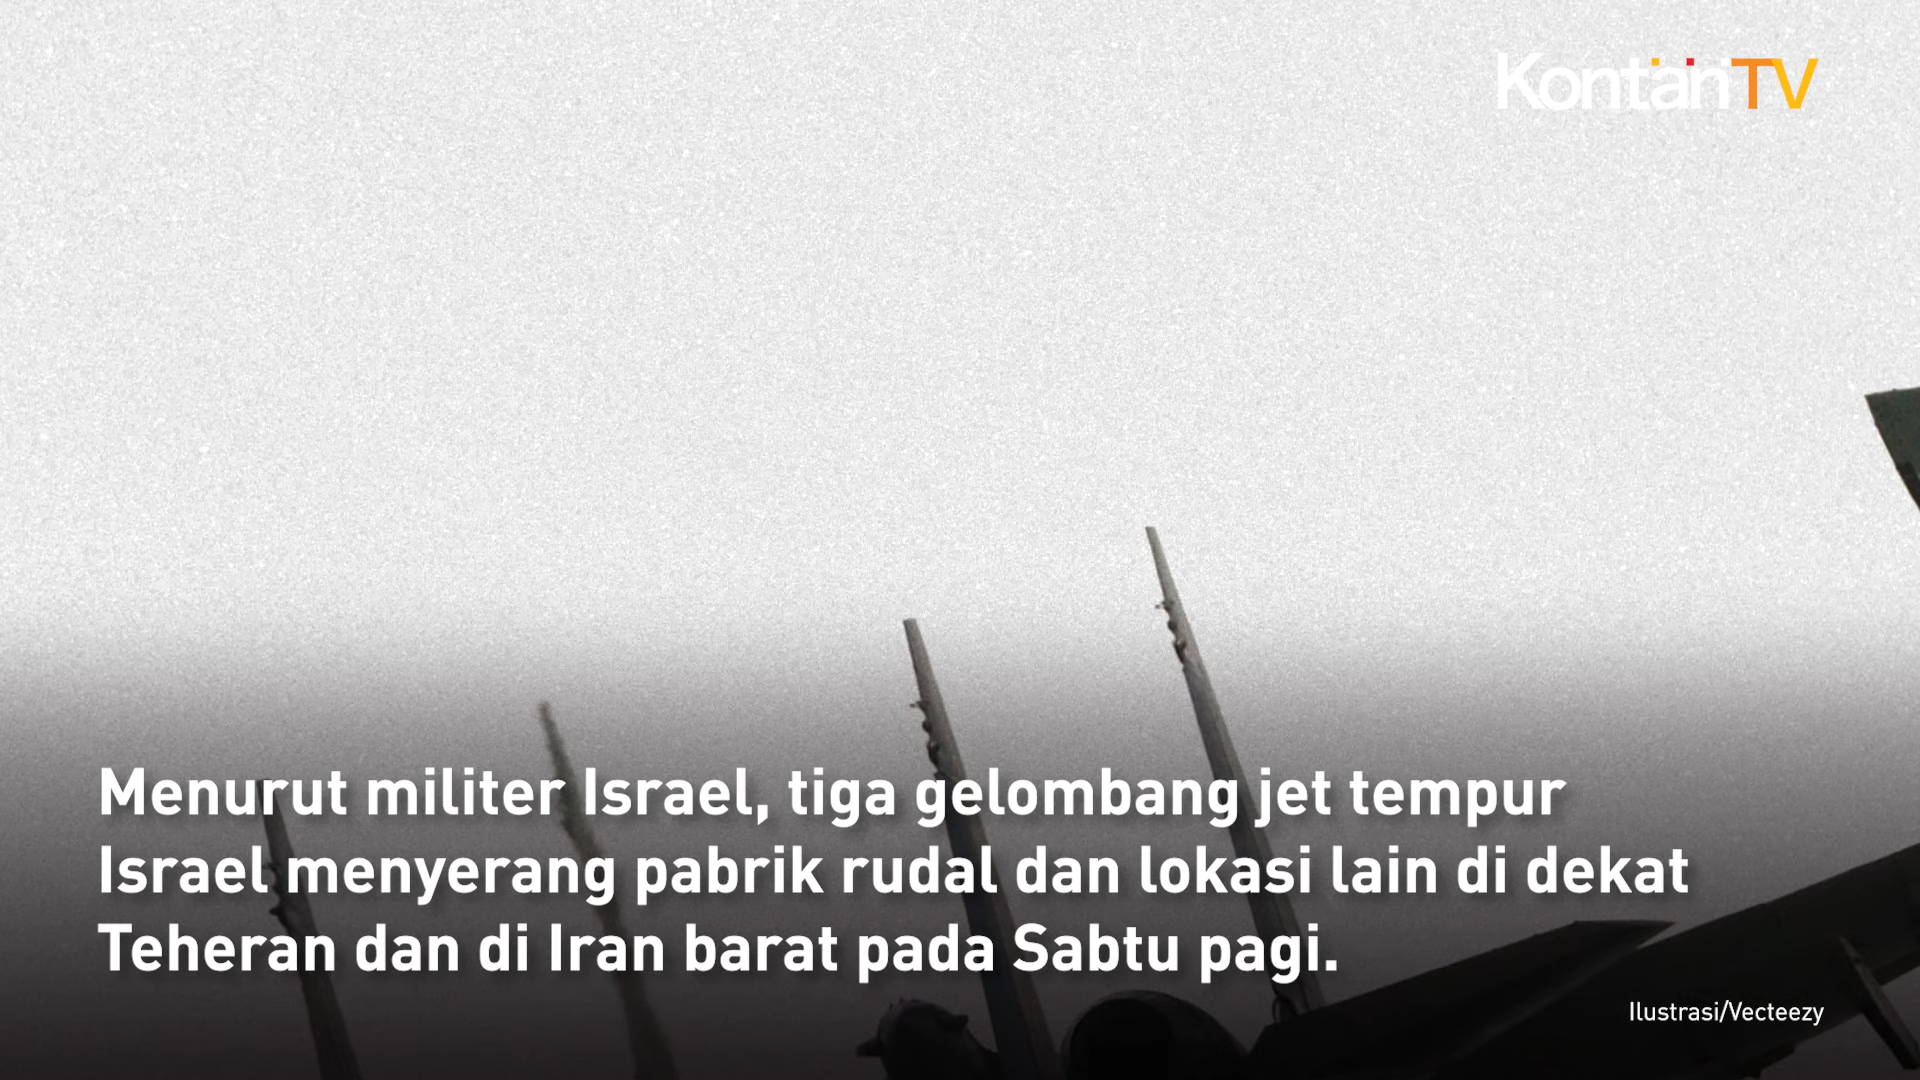 KontanTV
Menurut militer Israel, tiga gelombang jet tempur
Israel menyerang pabrik rudal dan lokasi lain di dekat
Teheran dan di Iran barat pada Sabtu pagi.
Ilustrasi/Vecteezy